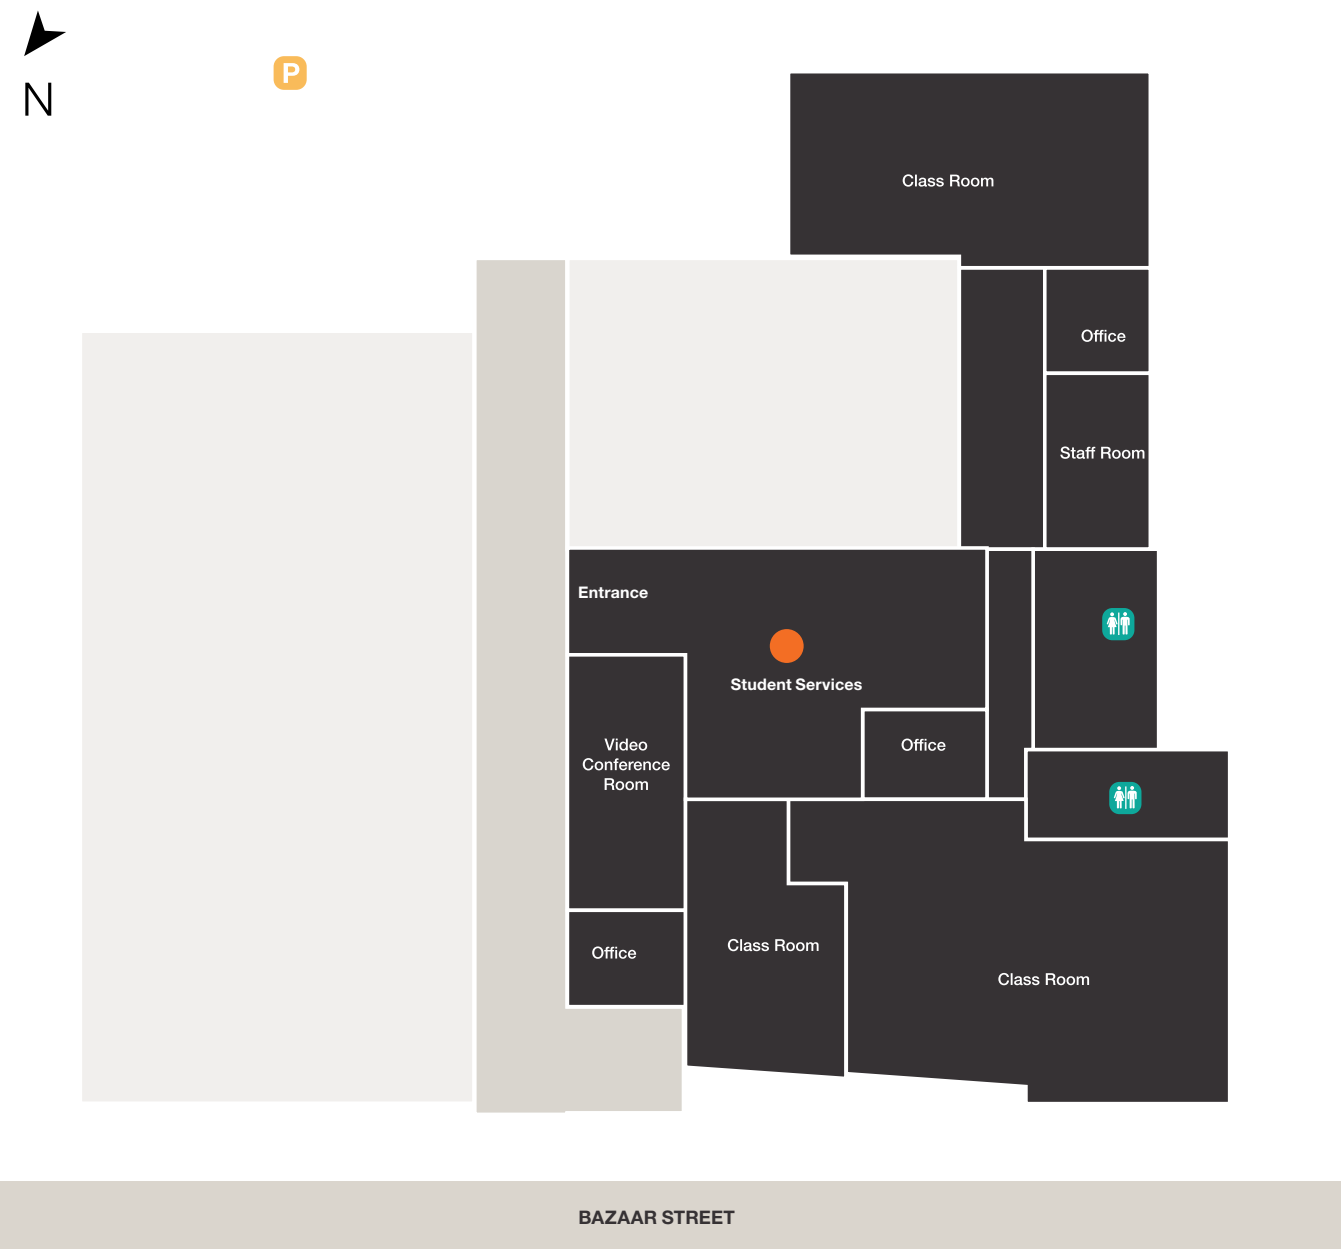 P
N
Class Room
Office
Staff Room
Entrance
Student Services
Video
Conference
Room
Office
Office
Class Room
Class Room
BAZAAR STREET